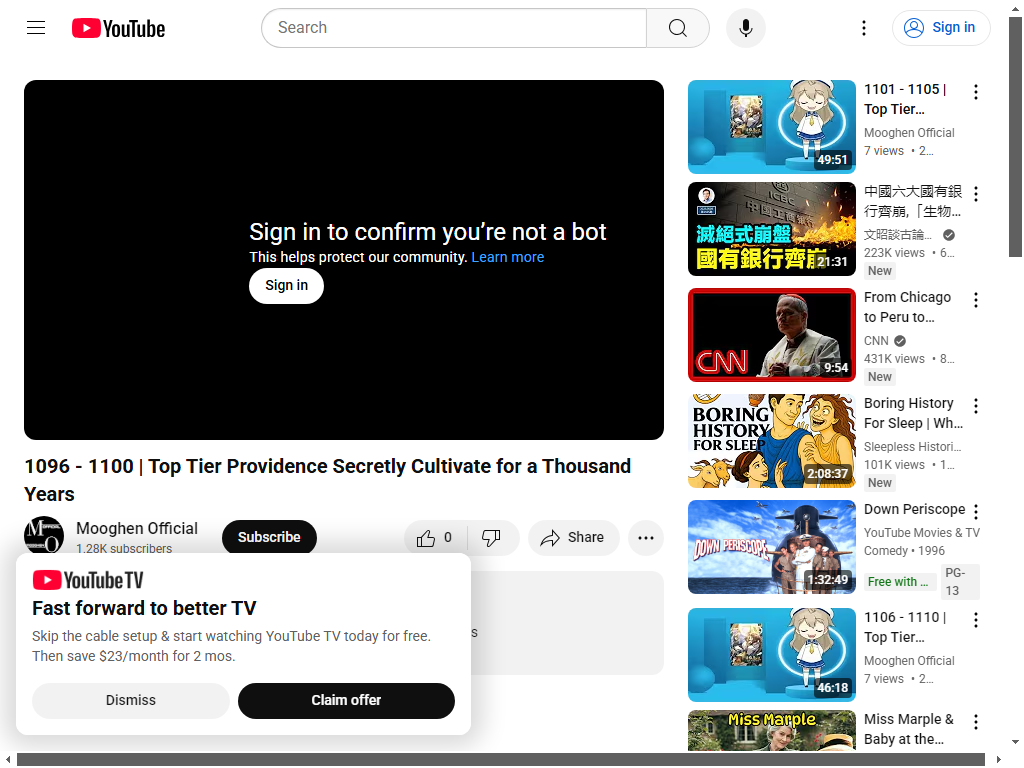 YouTube
Search
Sign in
Sign in to confirm you’re not a bot
This helps protect our community. Learn more
Sign in
1096 - 1100 | Top Tier Providence Secretly Cultivate for a Thousand
Years
Mooghen Official
1.28K subscribers
Subscribe
0
Share
YouTube TV
Fast forward to better TV
Skip the cable setup & start watching YouTube TV today for free.
Then save $23/month for 2 mos.
Dismiss
Claim offer
49:51
1101 - 1105 |
Top Tier…
Mooghen Official
7 views • 2…
ICBC
中国工商银行
滅絕式崩盤
國有銀行齊崩
21:31
中國六大國有銀
行齊崩,「生物…
文昭談古論…
223K views • 6…
New
CNN
9:54
From Chicago
to Peru to…
CNN
431K views • 8…
New
BORING
HISTORY
FOR SLEEP
2:08:37
Boring History
For Sleep | Wh…
Sleepless Histori…
101K views • 1…
New
DOWN PERISCOPE
1:32:49
Down Periscope
YouTube Movies & TV
Comedy • 1996
Free with …
PG-
13
46:18
1106 - 1110 |
Top Tier…
Mooghen Official
7 views • 2…
Miss Marple
Miss Marple &
Baby at the…